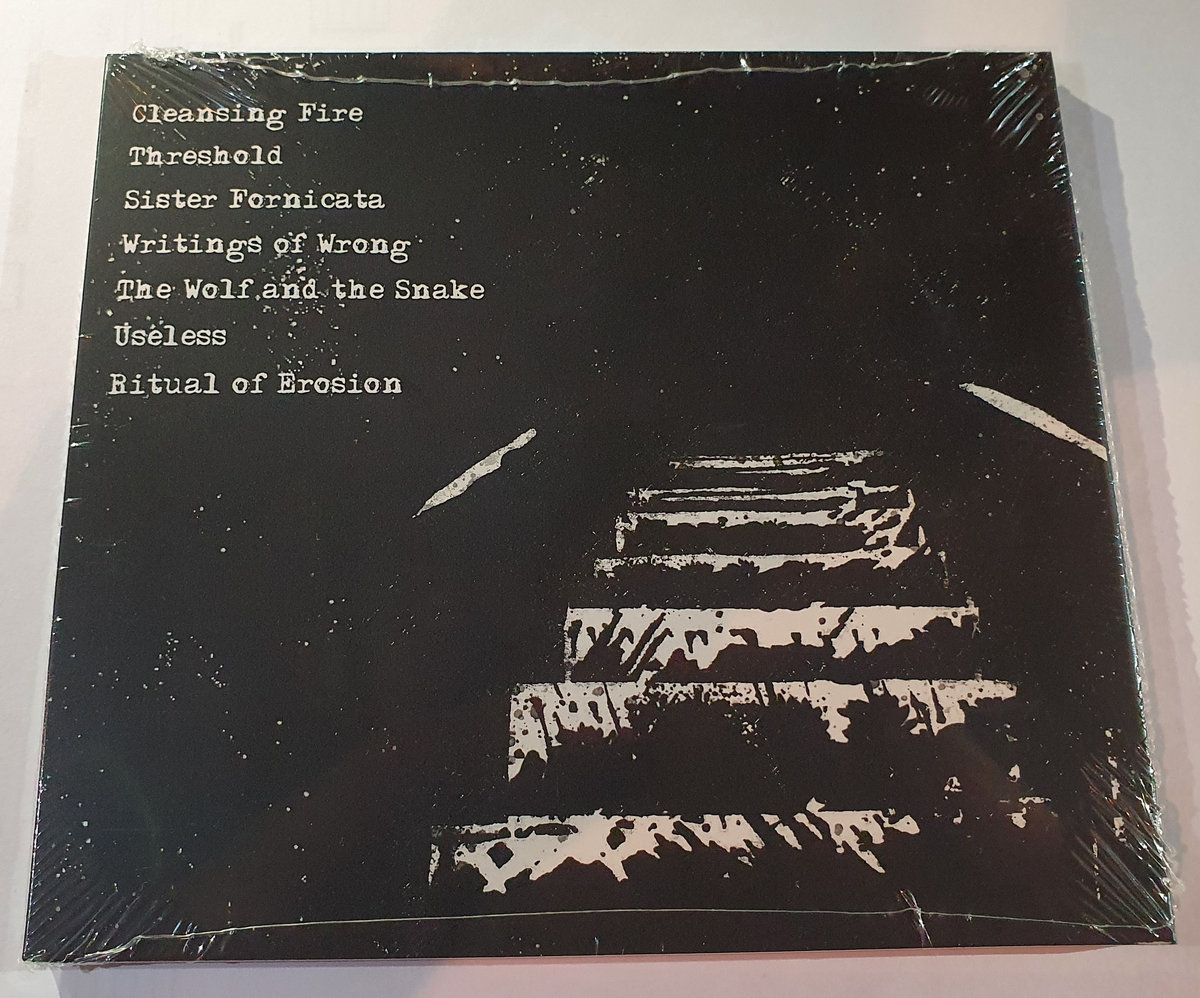 Cleansing Fire
Threshold
Sister Fornicata
Writings of Wrong
The Wolf and the Snake
Useless
Ritual of Erosion